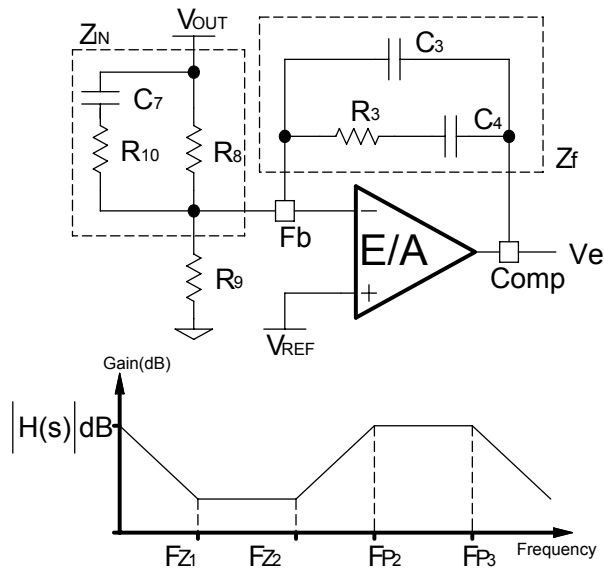 VOUT
ZIN
C7
R10
R8
C3
R3
C4
Zf
Fb
E/A
−
+
Comp
Ve
R9
VREF
Gain(dB)
|H(s)|dB
FZ1
FZ2
FP2
FP3
Frequency